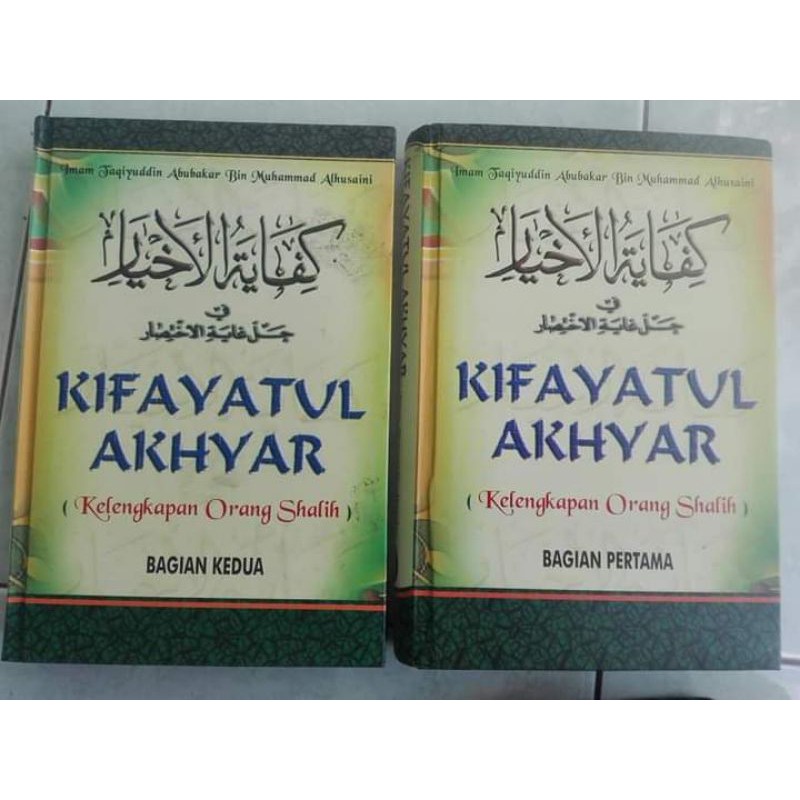 Imam Taqiyuddin Abubakar Bin Muhammad Alhusaini
كفاية الأخيار
في
حل غاية الاختصار
KIFAYATUL
AKHYAR
( Kelengkapan Orang Shalih )
BAGIAN KEDUA
KIFAYATUL AKHYAR
Imam Taqiyuddin Abubakar Bin Muhammad Alhusaini
كفاية الأخيار
في
حل غاية الاختصار
KIFAYATUL
AKHYAR
( Kelengkapan Orang Shalih )
BAGIAN PERTAMA